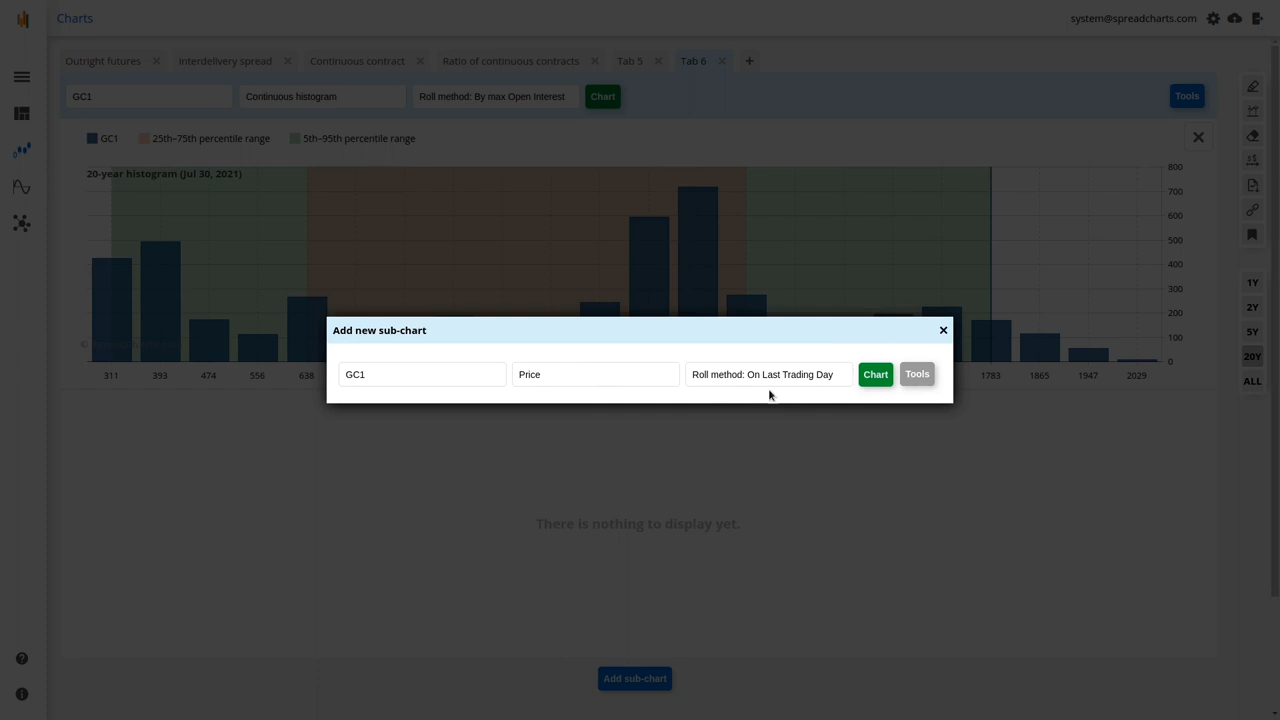 Charts
system@spreadcharts.com
Outright futures
Interdelivery spread
Continuous contract
Ratio of continuous contracts
Tab 5
Tab 6
GC1
Continuous histogram
Roll method: By max Open Interest
Chart
Tools
GC1
25th–75th percentile range
5th–95th percentile range
20-year histogram (Jul 30, 2021)
800
700
600
500
400
300
200
100
0
311
393
474
556
638
1783
1865
1947
2029
Add new sub-chart
GC1
Price
Roll method: On Last Trading Day
Chart
Tools
There is nothing to display yet.
Add sub-chart
1Y
2Y
5Y
20Y
ALL